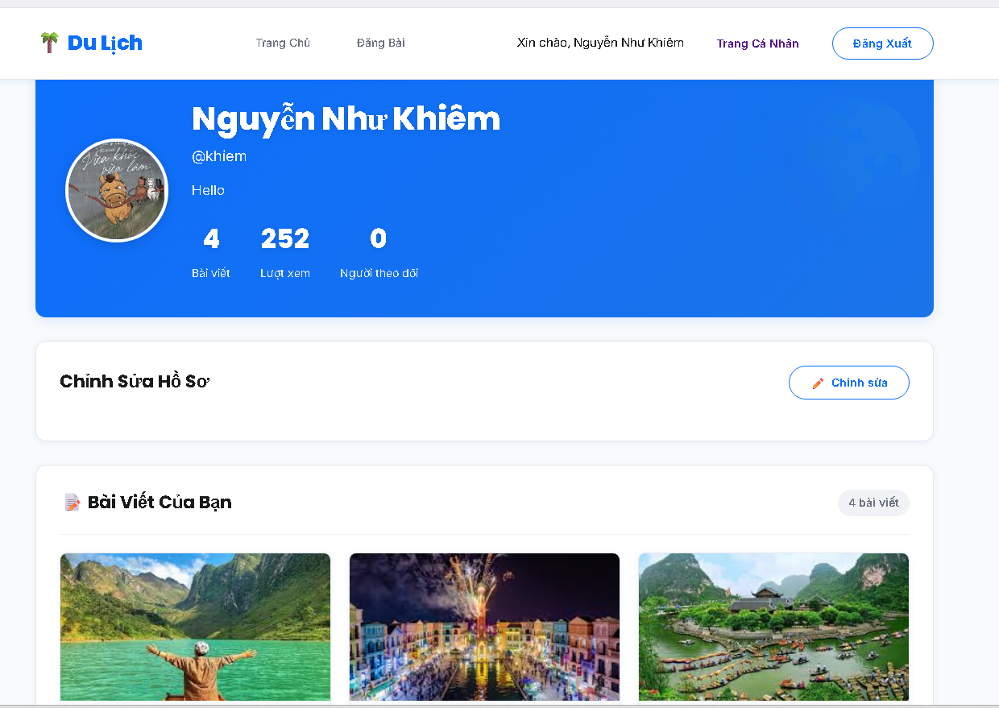 Du Lịch
Trang Chủ
Đăng Bài
Xin chào, Nguyễn Như Khiêm
Trang Cá Nhân
Đăng Xuất
Nguyễn Như Khiêm
@khiem
Hello
4 252 0
Bài viết Lượt xem Người theo dõi
Vừa khóc
vừa làm
Chỉnh Sửa Hồ Sơ
Chỉnh sửa
Bài Viết Của Bạn
4 bài viết